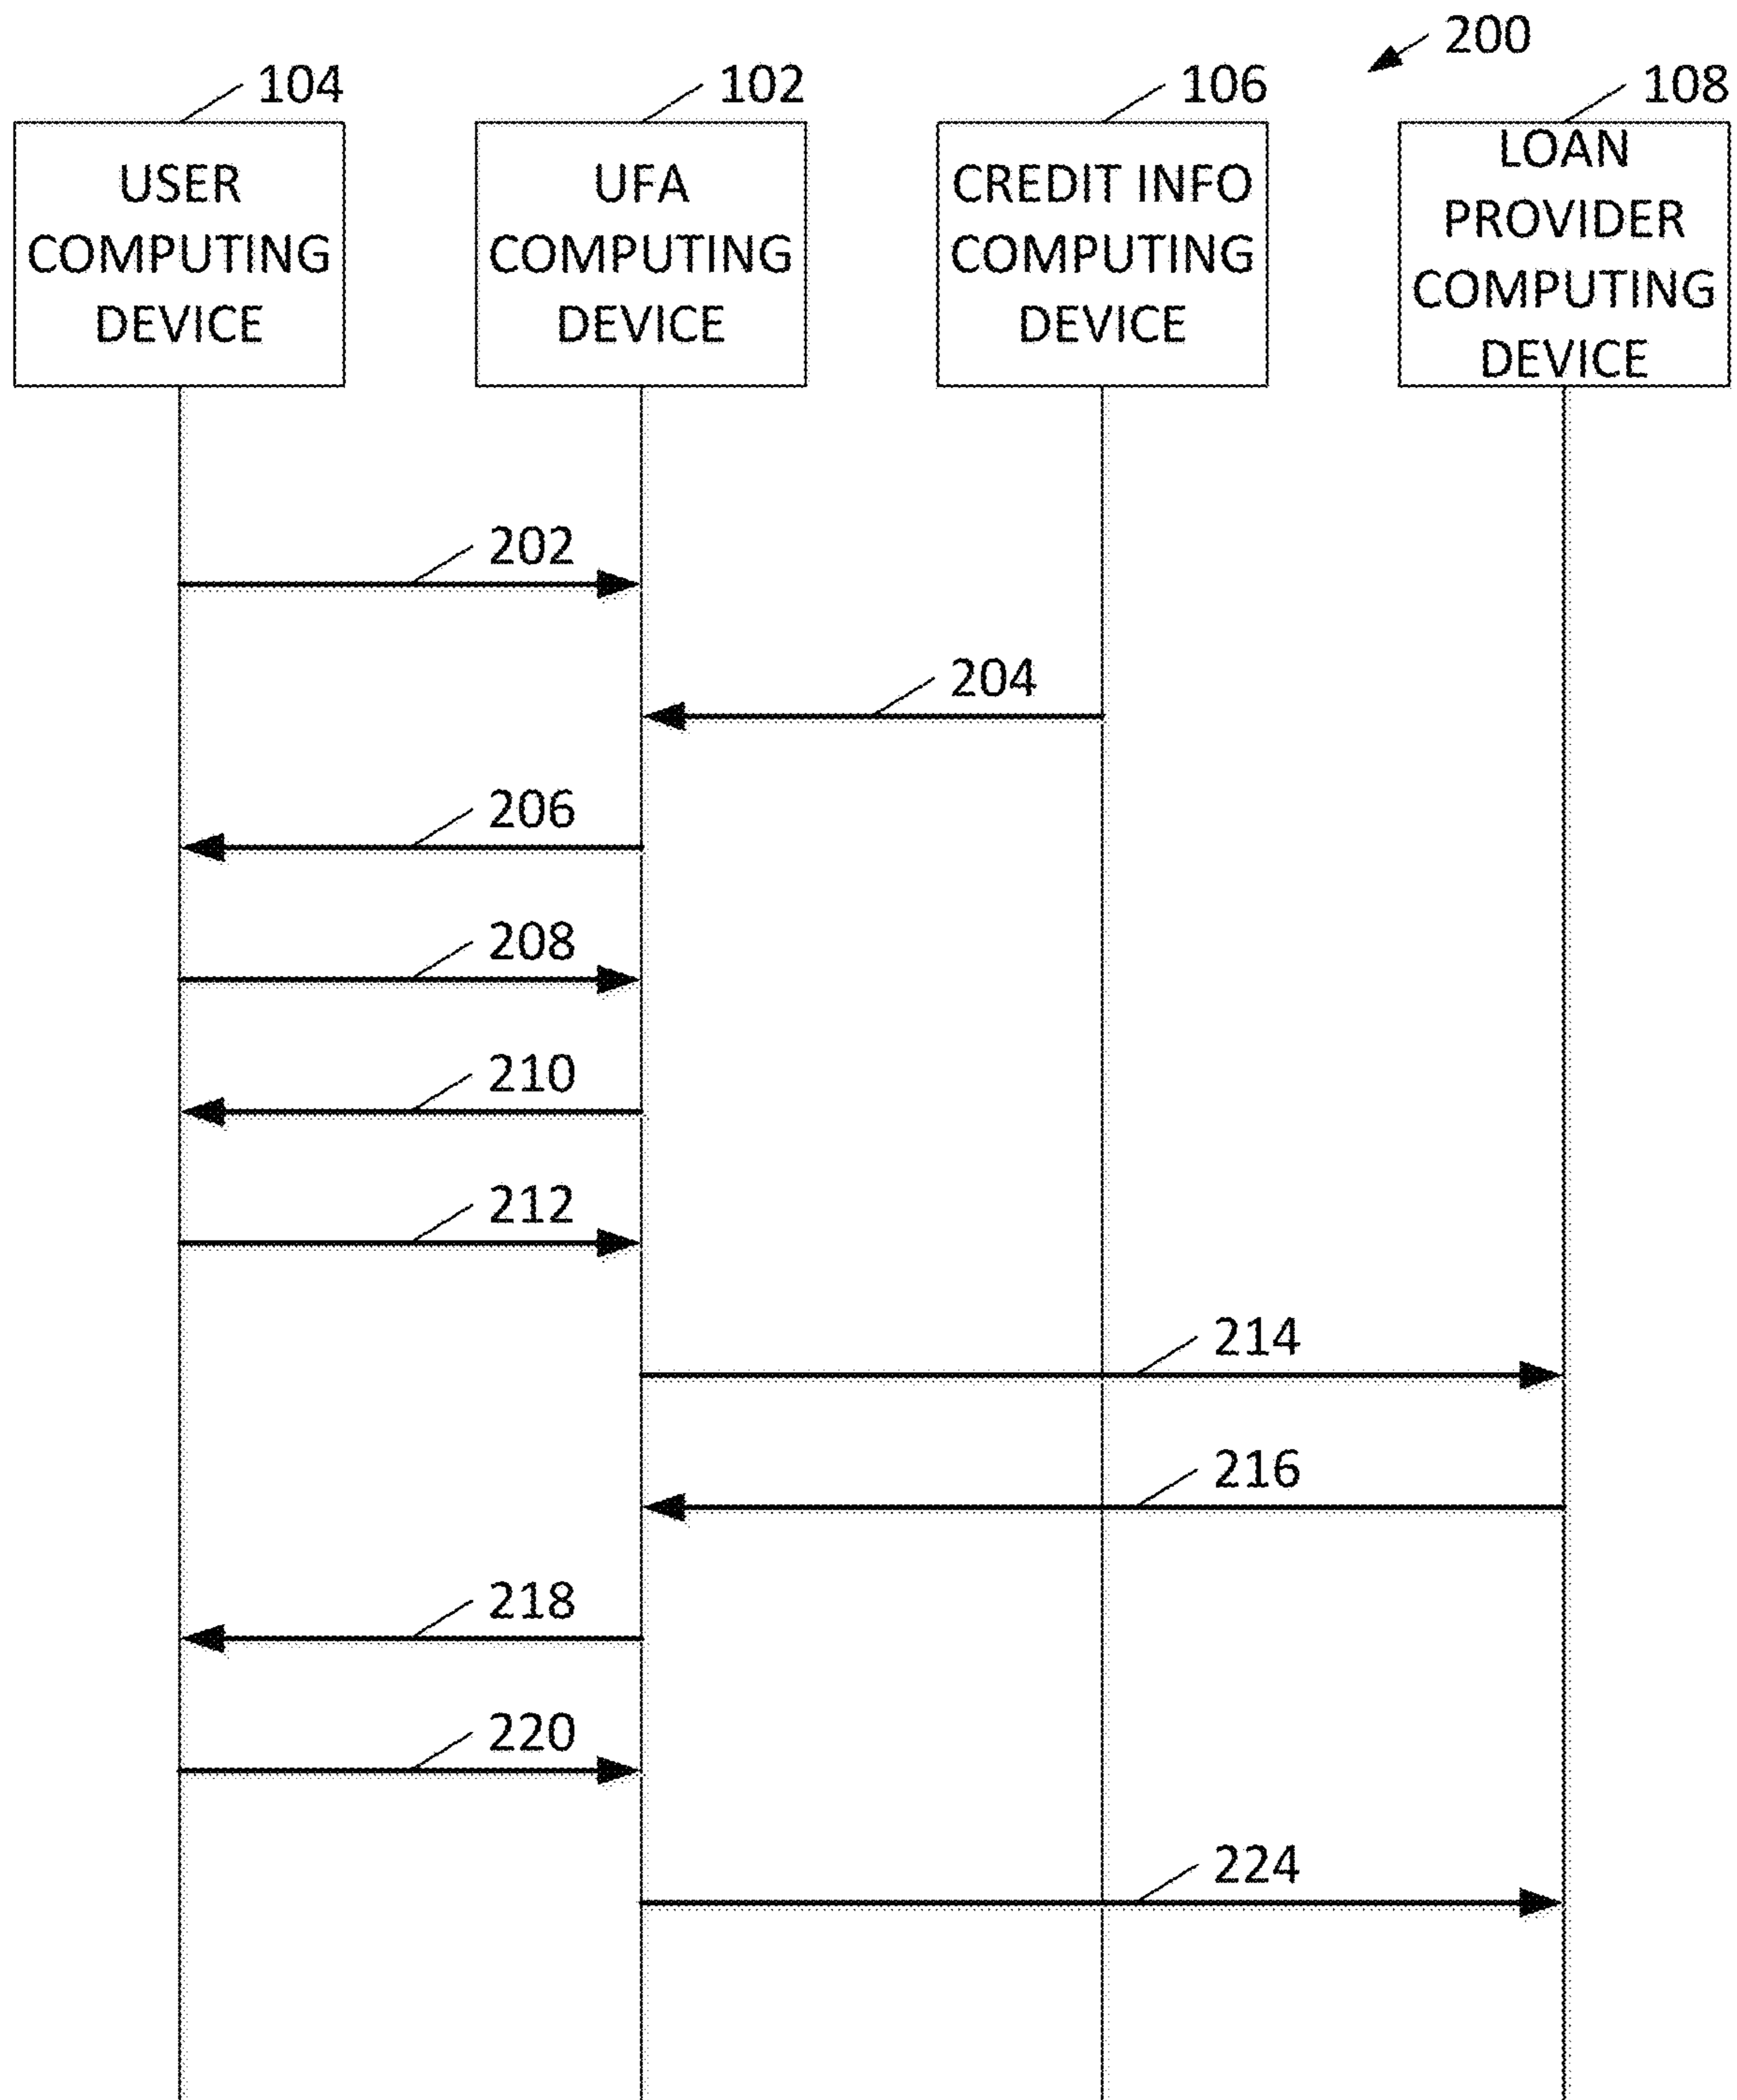 200
104
102
106
108
USER
COMPUTING
DEVICE
UFA
COMPUTING
DEVICE
CREDIT INFO
COMPUTING
DEVICE
LOAN
PROVIDER
COMPUTING
DEVICE
202
204
206
208
210
212
214
216
218
220
224